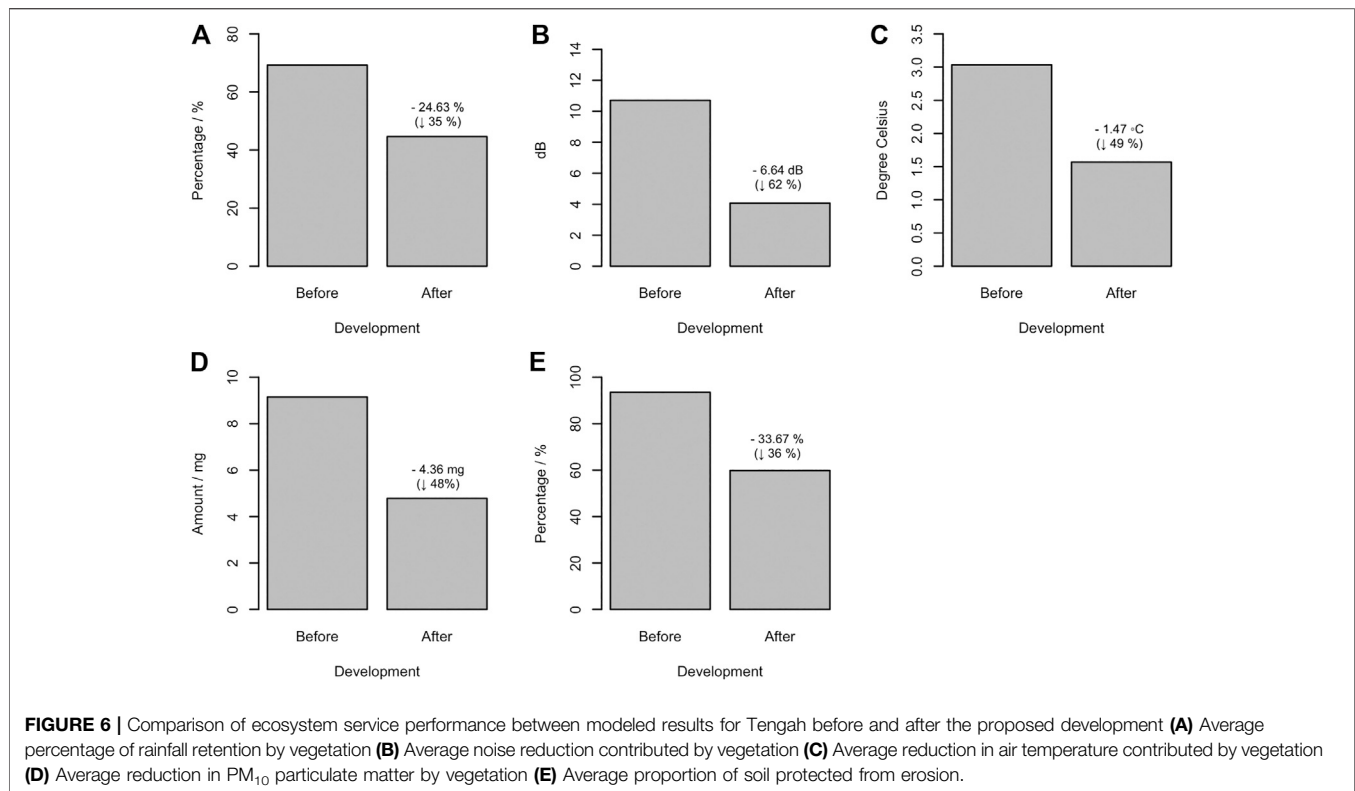 A
80
60
40
20
0
Percentage / %
- 24.63 %
(↓ 35 %)
Before
After
Development
B
14
12
10
8
6
4
2
0
dB
- 6.64 dB
(↓ 62 %)
Before
After
Development
C
3.5
3.0
2.5
2.0
1.5
1.0
0.5
0.0
Degree Celsius
- 1.47 °C
(↓ 49 %)
Before
After
Development
D
10
8
6
4
2
0
Amount / mg
- 4.36 mg
(↓ 48%)
Before
After
Development
E
100
80
60
40
20
0
Percentage / %
- 33.67 %
(↓ 36 %)
Before
After
Development
FIGURE 6 | Comparison of ecosystem service performance between modeled results for Tengah before and after the proposed development (A) Average
percentage of rainfall retention by vegetation (B) Average noise reduction contributed by vegetation (C) Average reduction in air temperature contributed by vegetation
(D) Average reduction in PM₁₀ particulate matter by vegetation (E) Average proportion of soil protected from erosion.